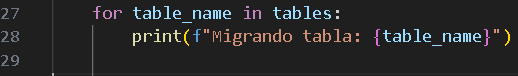 27 for table_name in tables:
28 print(f"Migrando tabla: {table_name}")
29